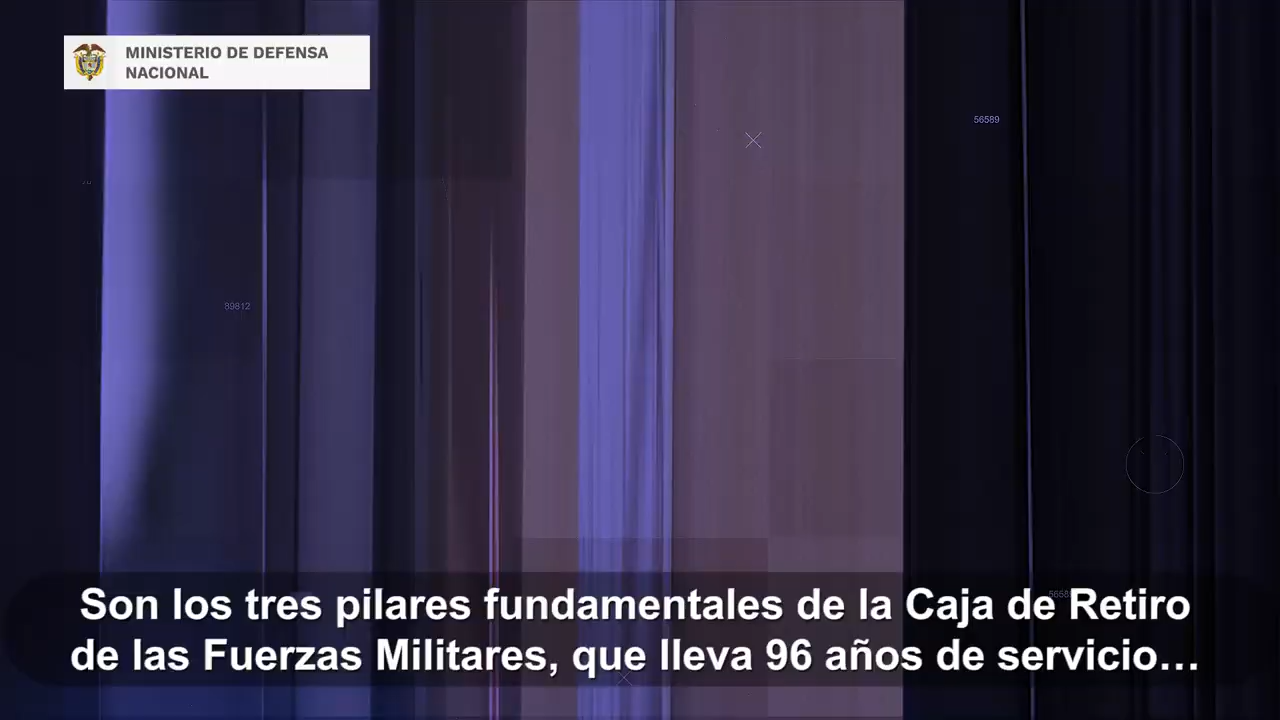 MINISTERIO DE DEFENSA
NACIONAL
56589
89812
Son los tres pilares fundamentales de la Caja de Retiro
de las Fuerzas Militares, que lleva 96 años de servicio…